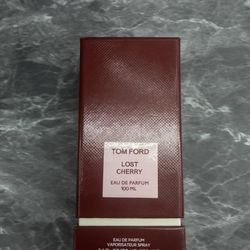 TOM FORD
LOST
CHERRY
EAU DE PARFUM
100 ML
EAU DE PARFUM
VAPORISATEUR SPRAY